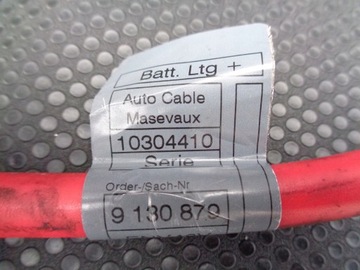 Batt. Ltg +
Auto Cable
Masevaux
10304410
Serie
Order-/Sach-Nr
9 130 879